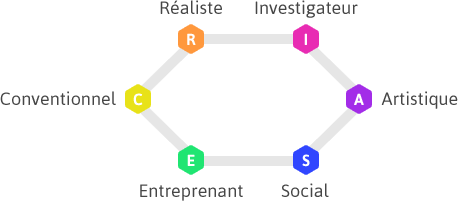 Réaliste Investigateur
R I
Conventionnel C A Artistique
E S
Entreprenant Social